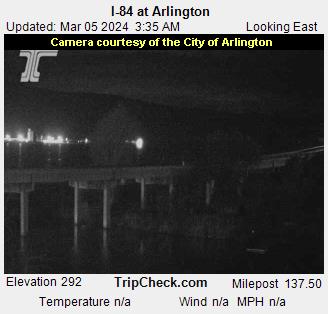 I-84 at Arlington
Updated: Mar 05 2024 3:35 AM Looking East
Camera courtesy of the City of Arlington
Elevation 292 TripCheck.com Milepost 137.50
Temperature n/a Wind n/a MPH n/a